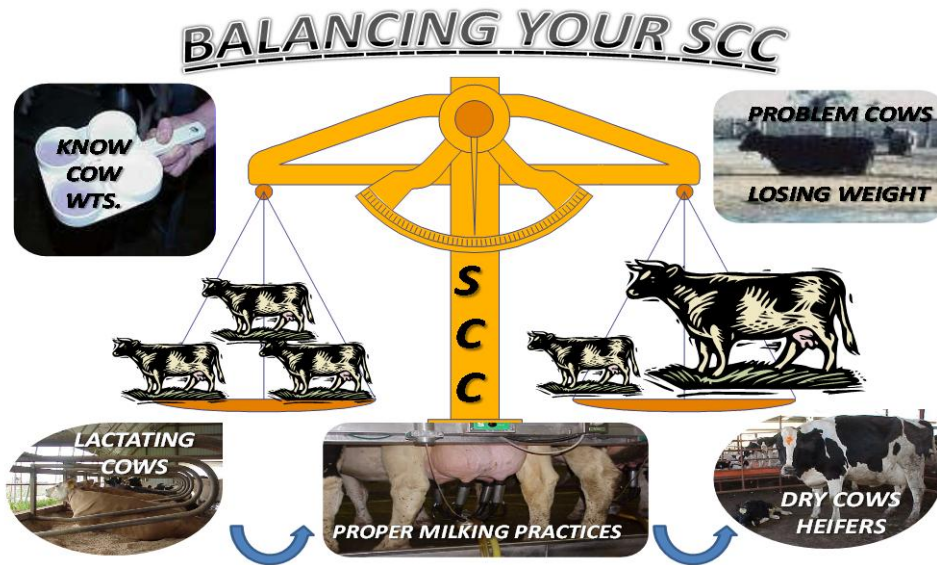 BALANCING YOUR SCC
KNOW
COW
WTS.
PROBLEM COWS
LOSING WEIGHT
S
C
C
LACTATING
COWS
PROPER MILKING PRACTICES
DRY COWS
HEIFERS